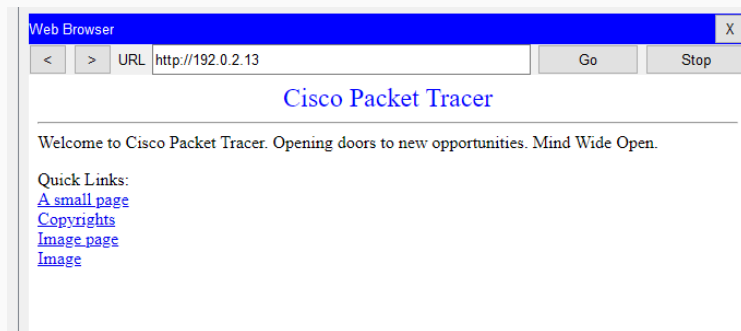 Web Browser X
< > URL http://192.0.2.13 Go Stop
Cisco Packet Tracer
Welcome to Cisco Packet Tracer. Opening doors to new opportunities. Mind Wide Open.
Quick Links:
A small page
Copyrights
Image page
Image